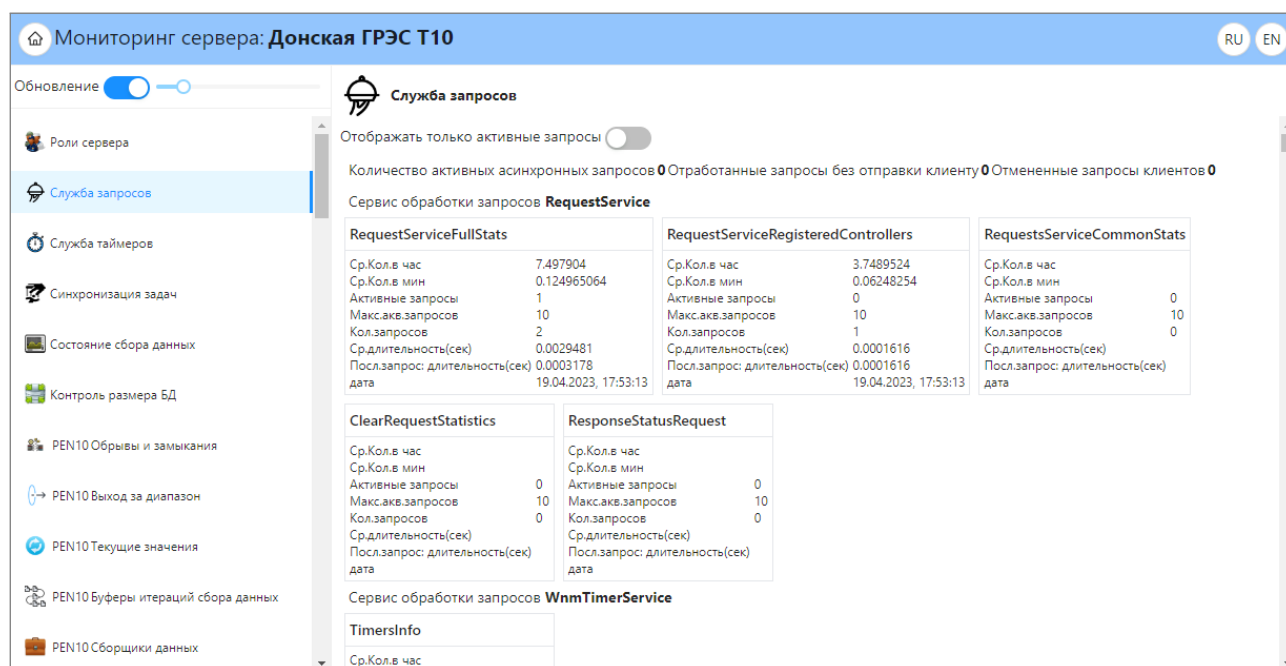 Мониторинг сервера: Донская ГРЭС Т10
RU EN
Обновление
Роли сервера
Служба запросов
Служба таймеров
Синхронизация задач
Состояние сбора данных
Контроль размера БД
PEN10 Обрывы и замыкания
PEN10 Выход за диапазон
PEN10 Текущие значения
PEN10 Буферы итераций сбора данных
PEN10 Сборщики данных
Служба запросов
Отображать только активные запросы
Количество активных асинхронных запросов 0 Отработанные запросы без отправки клиенту 0 Отмененные запросы клиентов 0
Сервис обработки запросов RequestService
RequestServiceFullStats
Ср.Кол.в час 7.497904
Ср.Кол.в мин 0.124965064
Активные запросы 1
Макс.акв.запросов 10
Кол.запросов 2
Ср.длительность(сек) 0.0029481
Посл.запрос: длительность(сек) 0.0003178
дата 19.04.2023, 17:53:13
RequestServiceRegisteredControllers
Ср.Кол.в час 3.7489524
Ср.Кол.в мин 0.06248254
Активные запросы 0
Макс.акв.запросов 10
Кол.запросов 1
Ср.длительность(сек) 0.0001616
Посл.запрос: длительность(сек) 0.0001616
дата 19.04.2023, 17:53:13
RequestsServiceCommonStats
Ср.Кол.в час
Ср.Кол.в мин
Активные запросы 0
Макс.акв.запросов 10
Кол.запросов 0
Ср.длительность(сек)
Посл.запрос: длительность(сек)
дата
ClearRequestStatistics
Ср.Кол.в час
Ср.Кол.в мин
Активные запросы 0
Макс.акв.запросов 10
Кол.запросов 0
Ср.длительность(сек)
Посл.запрос: длительность(сек)
дата
ResponseStatusRequest
Ср.Кол.в час
Ср.Кол.в мин
Активные запросы 0
Макс.акв.запросов 10
Кол.запросов 0
Ср.длительность(сек)
Посл.запрос: длительность(сек)
дата
Сервис обработки запросов WnmTimerService
TimersInfo
Ср.Кол.в час